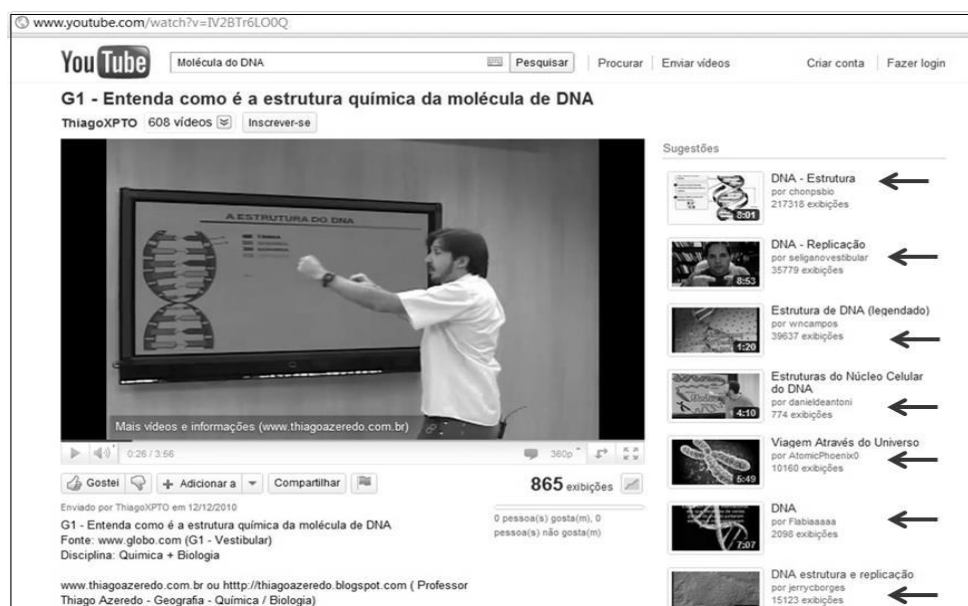 www.youtube.com/watch?v=IV2BTr6LO0Q
YouTube
Molécula do DNA
Pesquisar
Procurar
Enviar vídeos
Criar conta
Fazer login
G1 - Entenda como é a estrutura química da molécula de DNA
ThiagoXPTO 608 vídeos
Inscrever-se
A ESTRUTURA DO DNA
Mais vídeos e informações (www.thiagoazeredo.com.br)
0:26 / 3:56
360p
Gostei
Adicionar a
Compartilhar
865 exibições
Enviado por ThiagoXPTO em 12/12/2010
G1 - Entenda como é a estrutura química da molécula de DNA
Fonte: www.globo.com (G1 - Vestibular)
Disciplina: Quimica + Biologia
www.thiagoazeredo.com.br ou htttp://thiagoazeredo.blogspot.com ( Professor
Thiago Azeredo - Geografia - Química / Biologia)
0 pessoa(s) gosta(m), 0
pessoa(s) não gosta(m)
Sugestões
DNA - Estrutura
por chonpsbio
217318 exibições
8:01
DNA - Replicação
por seliganovestibular
35779 exibições
8:53
Estrutura de DNA (legendado)
por wncampos
39637 exibições
1:20
Estruturas do Núcleo Celular
do DNA
por danieldeantoni
774 exibições
4:10
Viagem Através do Universo
por AtomicPhoenix0
10160 exibições
5:49
DNA
por Flabiaaaaa
2098 exibições
7:07
DNA estrutura e replicação
por jerrycborges
15123 exibições